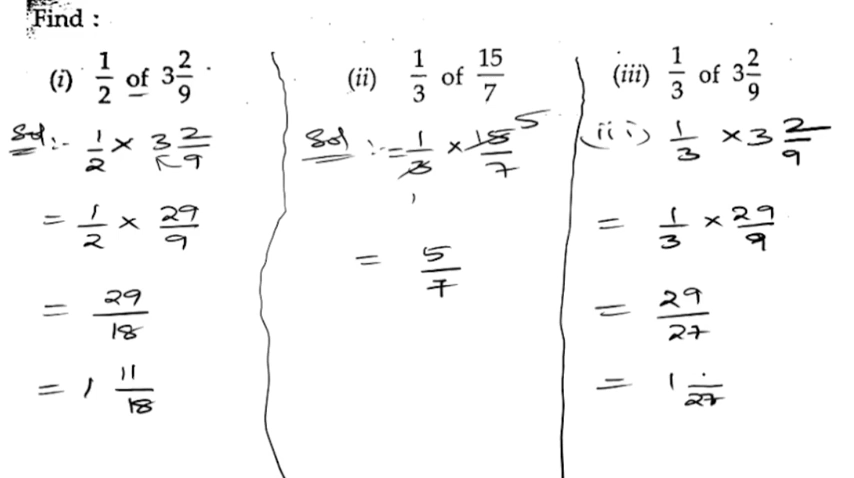 Find :
(i) 1/2 of 3 2/9 .
Sol:- 1/2 × 3 2/9
= 1/2 × 29/9
= 29/18
= 1 11/18
(ii) 1/3 of 15/7
Sol :- = 1/3 × 15/7 5
1
= 5/7
(iii) 1/3 of 3 2/9
(iii) 1/3 × 3 2/9
= 1/3 × 29/9
= 29/27
= 1 ./27